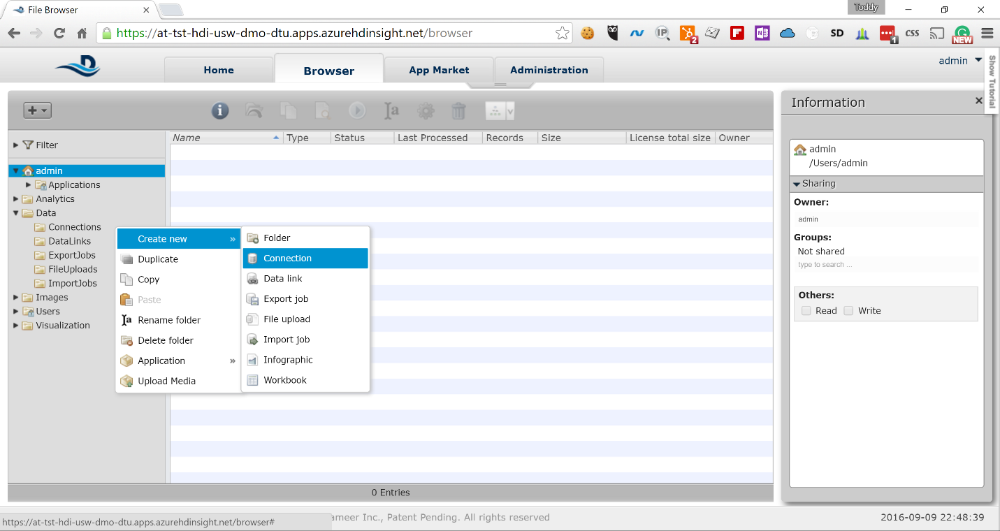 File Browser
Toddy
https://at-tst-hdi-usw-dmo-dtu.apps.azurehdinsight.net/browser
IP
2
SD
1
CSS
NEW
Home
Browser
App Market
Administration
admin
Show Tutorial
Information
Name
Type
Status
Last Processed
Records
Size
License total size
Owner
Filter
admin
Applications
Analytics
Data
Connections
DataLinks
ExportJobs
FileUploads
ImportJobs
Images
Users
Visualization
Create new »
Duplicate
Copy
Paste
Rename folder
Delete folder
Application »
Upload Media
Folder
Connection
Data link
Export job
File upload
Import job
Infographic
Workbook
admin
/Users/admin
Sharing
Owner:
admin
Groups:
Not shared
type to search ...
Others:
Read
Write
0 Entries
https://at-tst-hdi-usw-dmo-dtu.apps.azurehdinsight.net/browser#
ameer Inc., Patent Pending. All rights reserved
2016-09-09 22:48:39